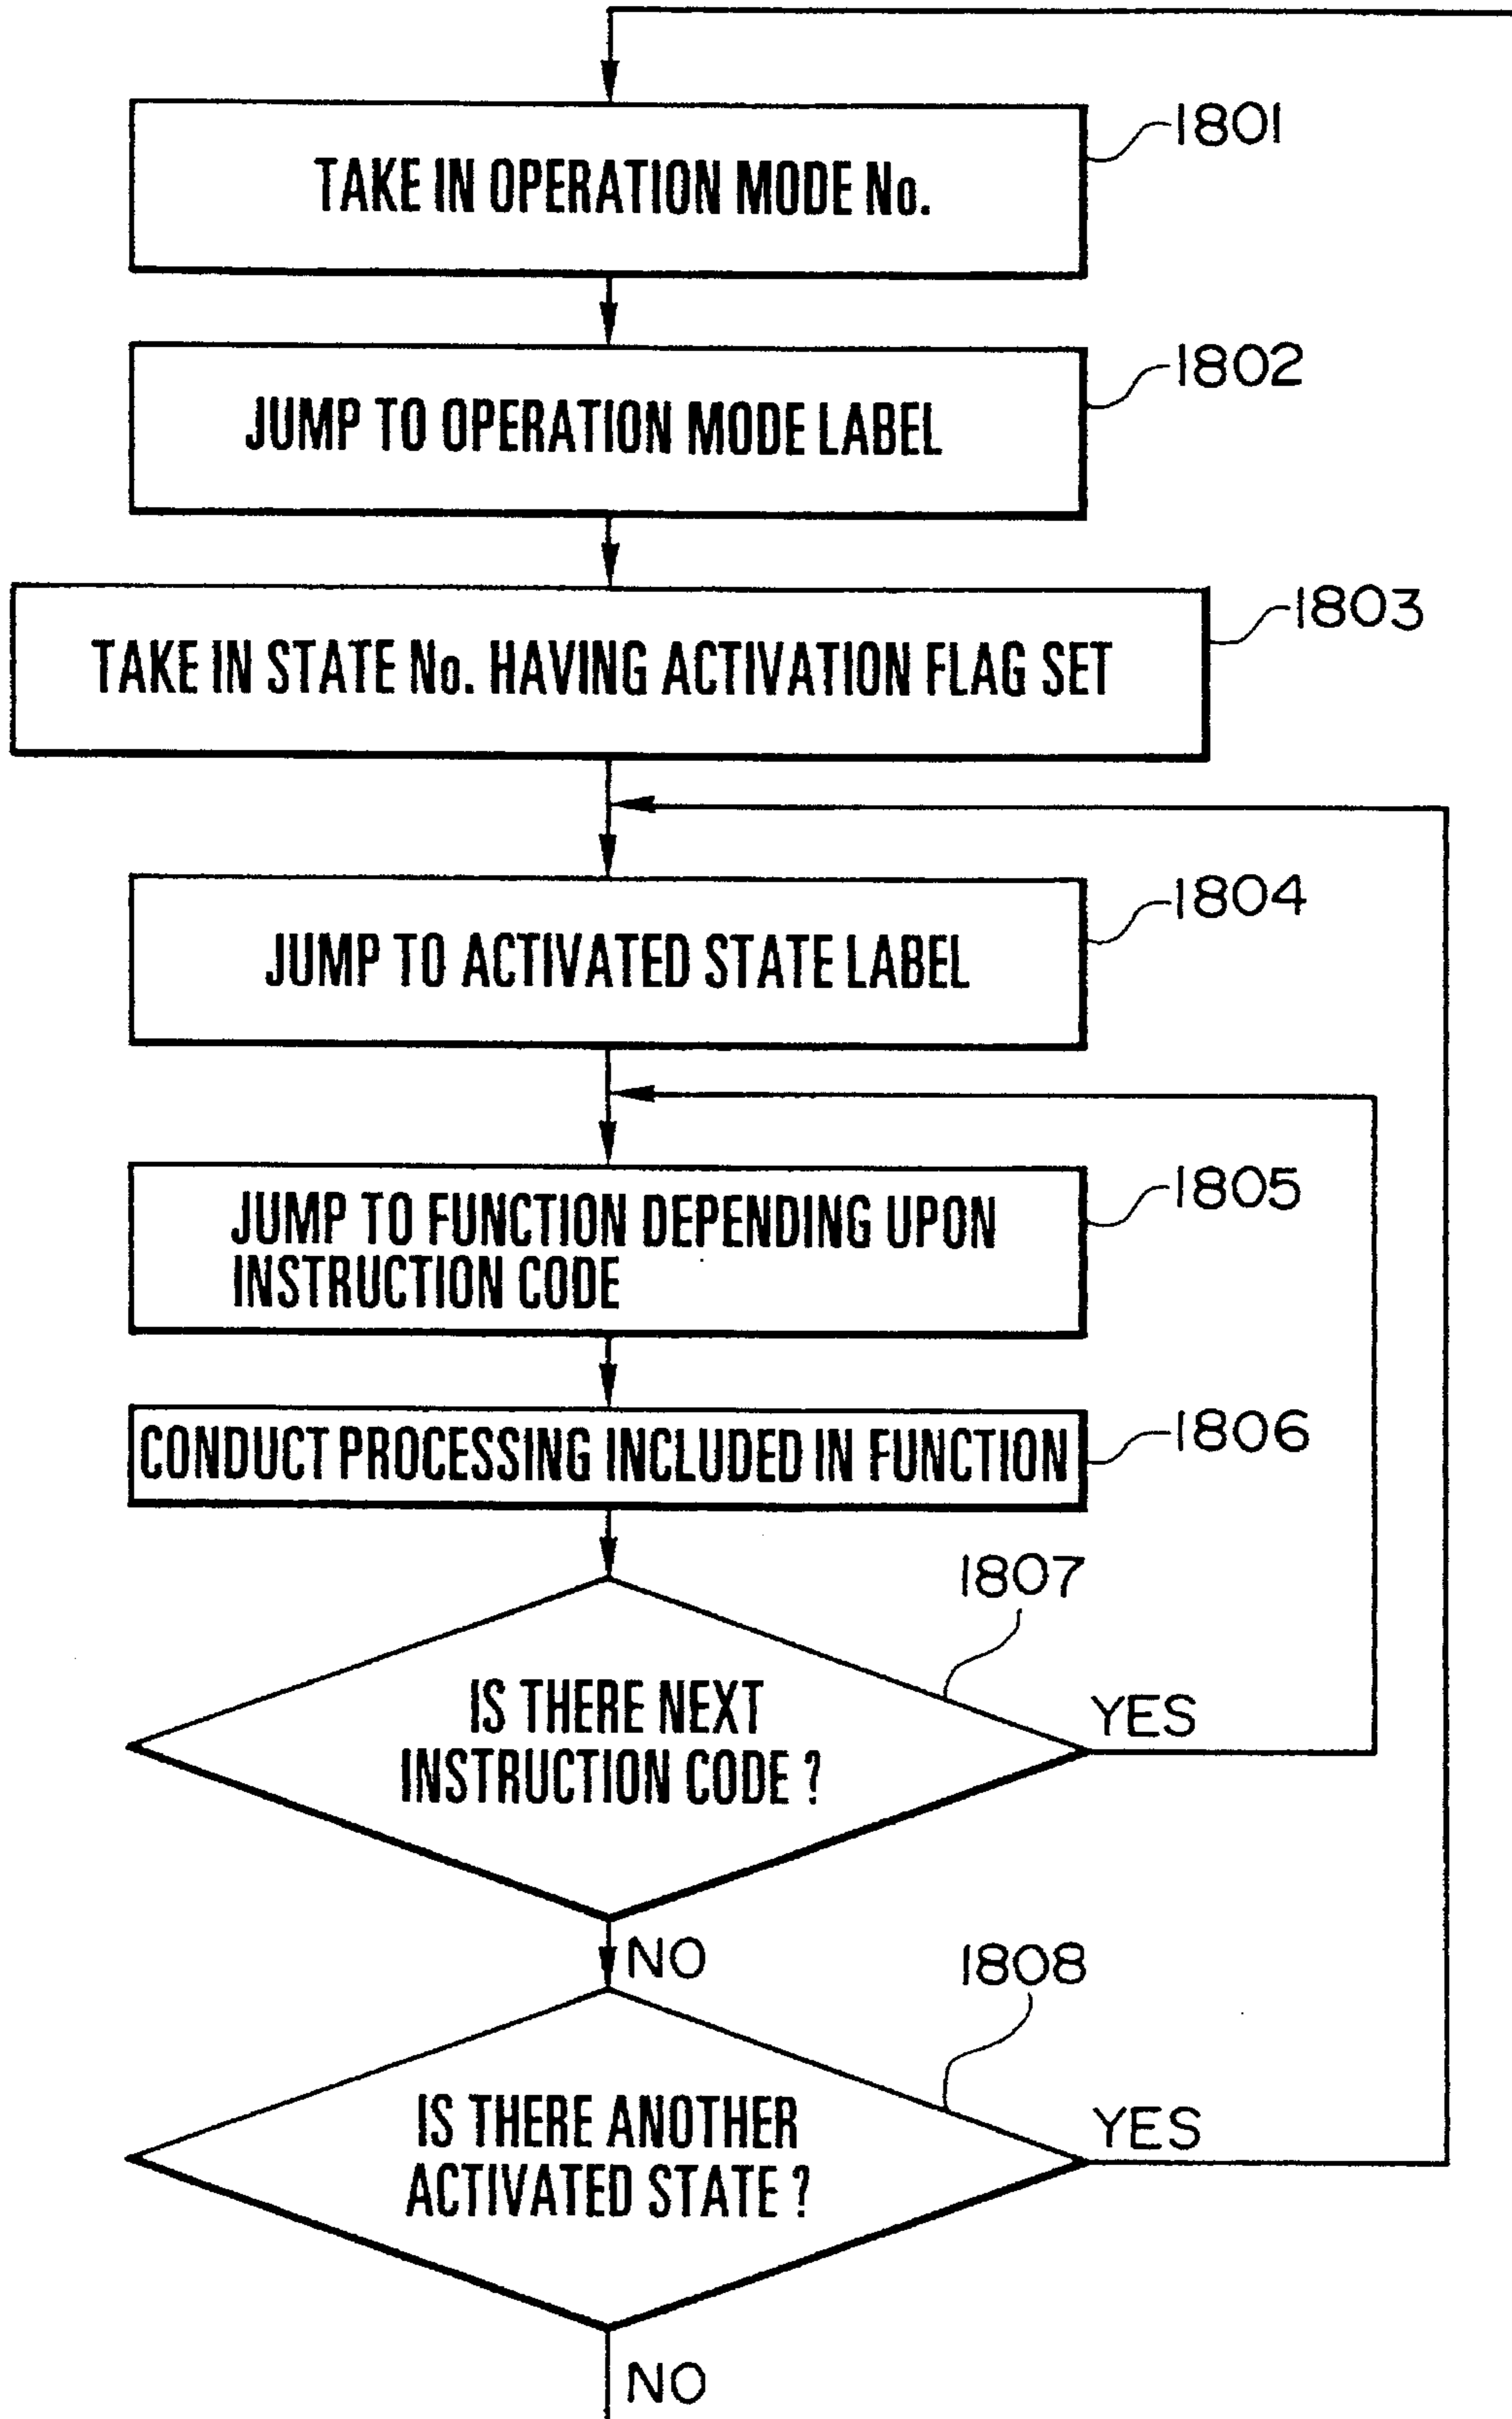 1801
TAKE IN OPERATION MODE No.
1802
JUMP TO OPERATION MODE LABEL
1803
TAKE IN STATE No. HAVING ACTIVATION FLAG SET
1804
JUMP TO ACTIVATED STATE LABEL
1805
JUMP TO FUNCTION DEPENDING UPON
INSTRUCTION CODE
1806
CONDUCT PROCESSING INCLUDED IN FUNCTION
1807
IS THERE NEXT
INSTRUCTION CODE ?
YES
NO
1808
IS THERE ANOTHER
ACTIVATED STATE ?
YES
NO